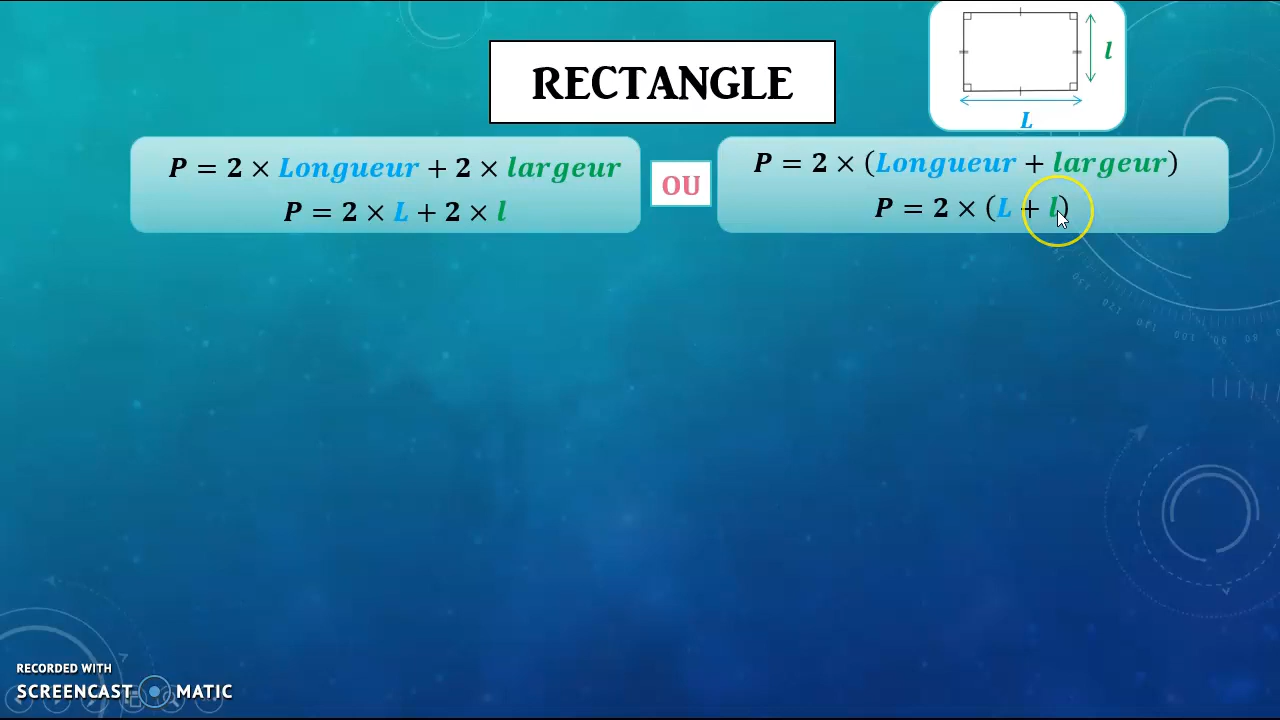 RECTANGLE
l
L
P = 2 × Longueur + 2 × largeur
P = 2 × L + 2 × l
OU
P = 2 × (Longueur + largeur)
P = 2 × (L + l)
RECORDED WITH
SCREENCAST MATIC